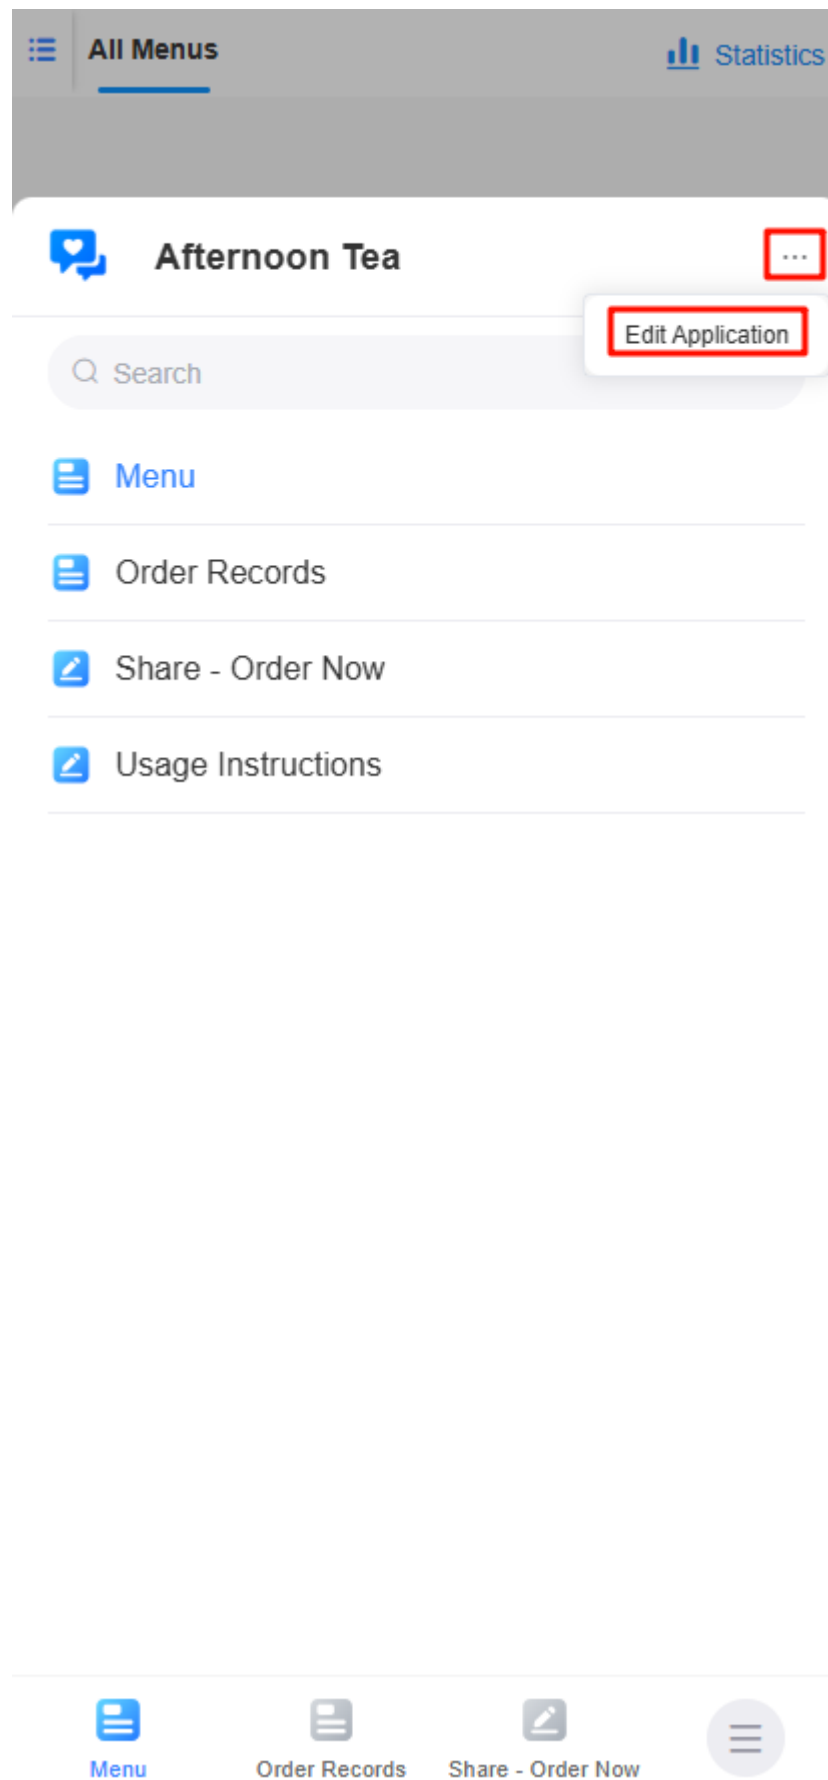 All Menus
Statistics
Afternoon Tea
...
Edit Application
Search
Menu
Order Records
Share - Order Now
Usage Instructions
Menu
Order Records
Share - Order Now